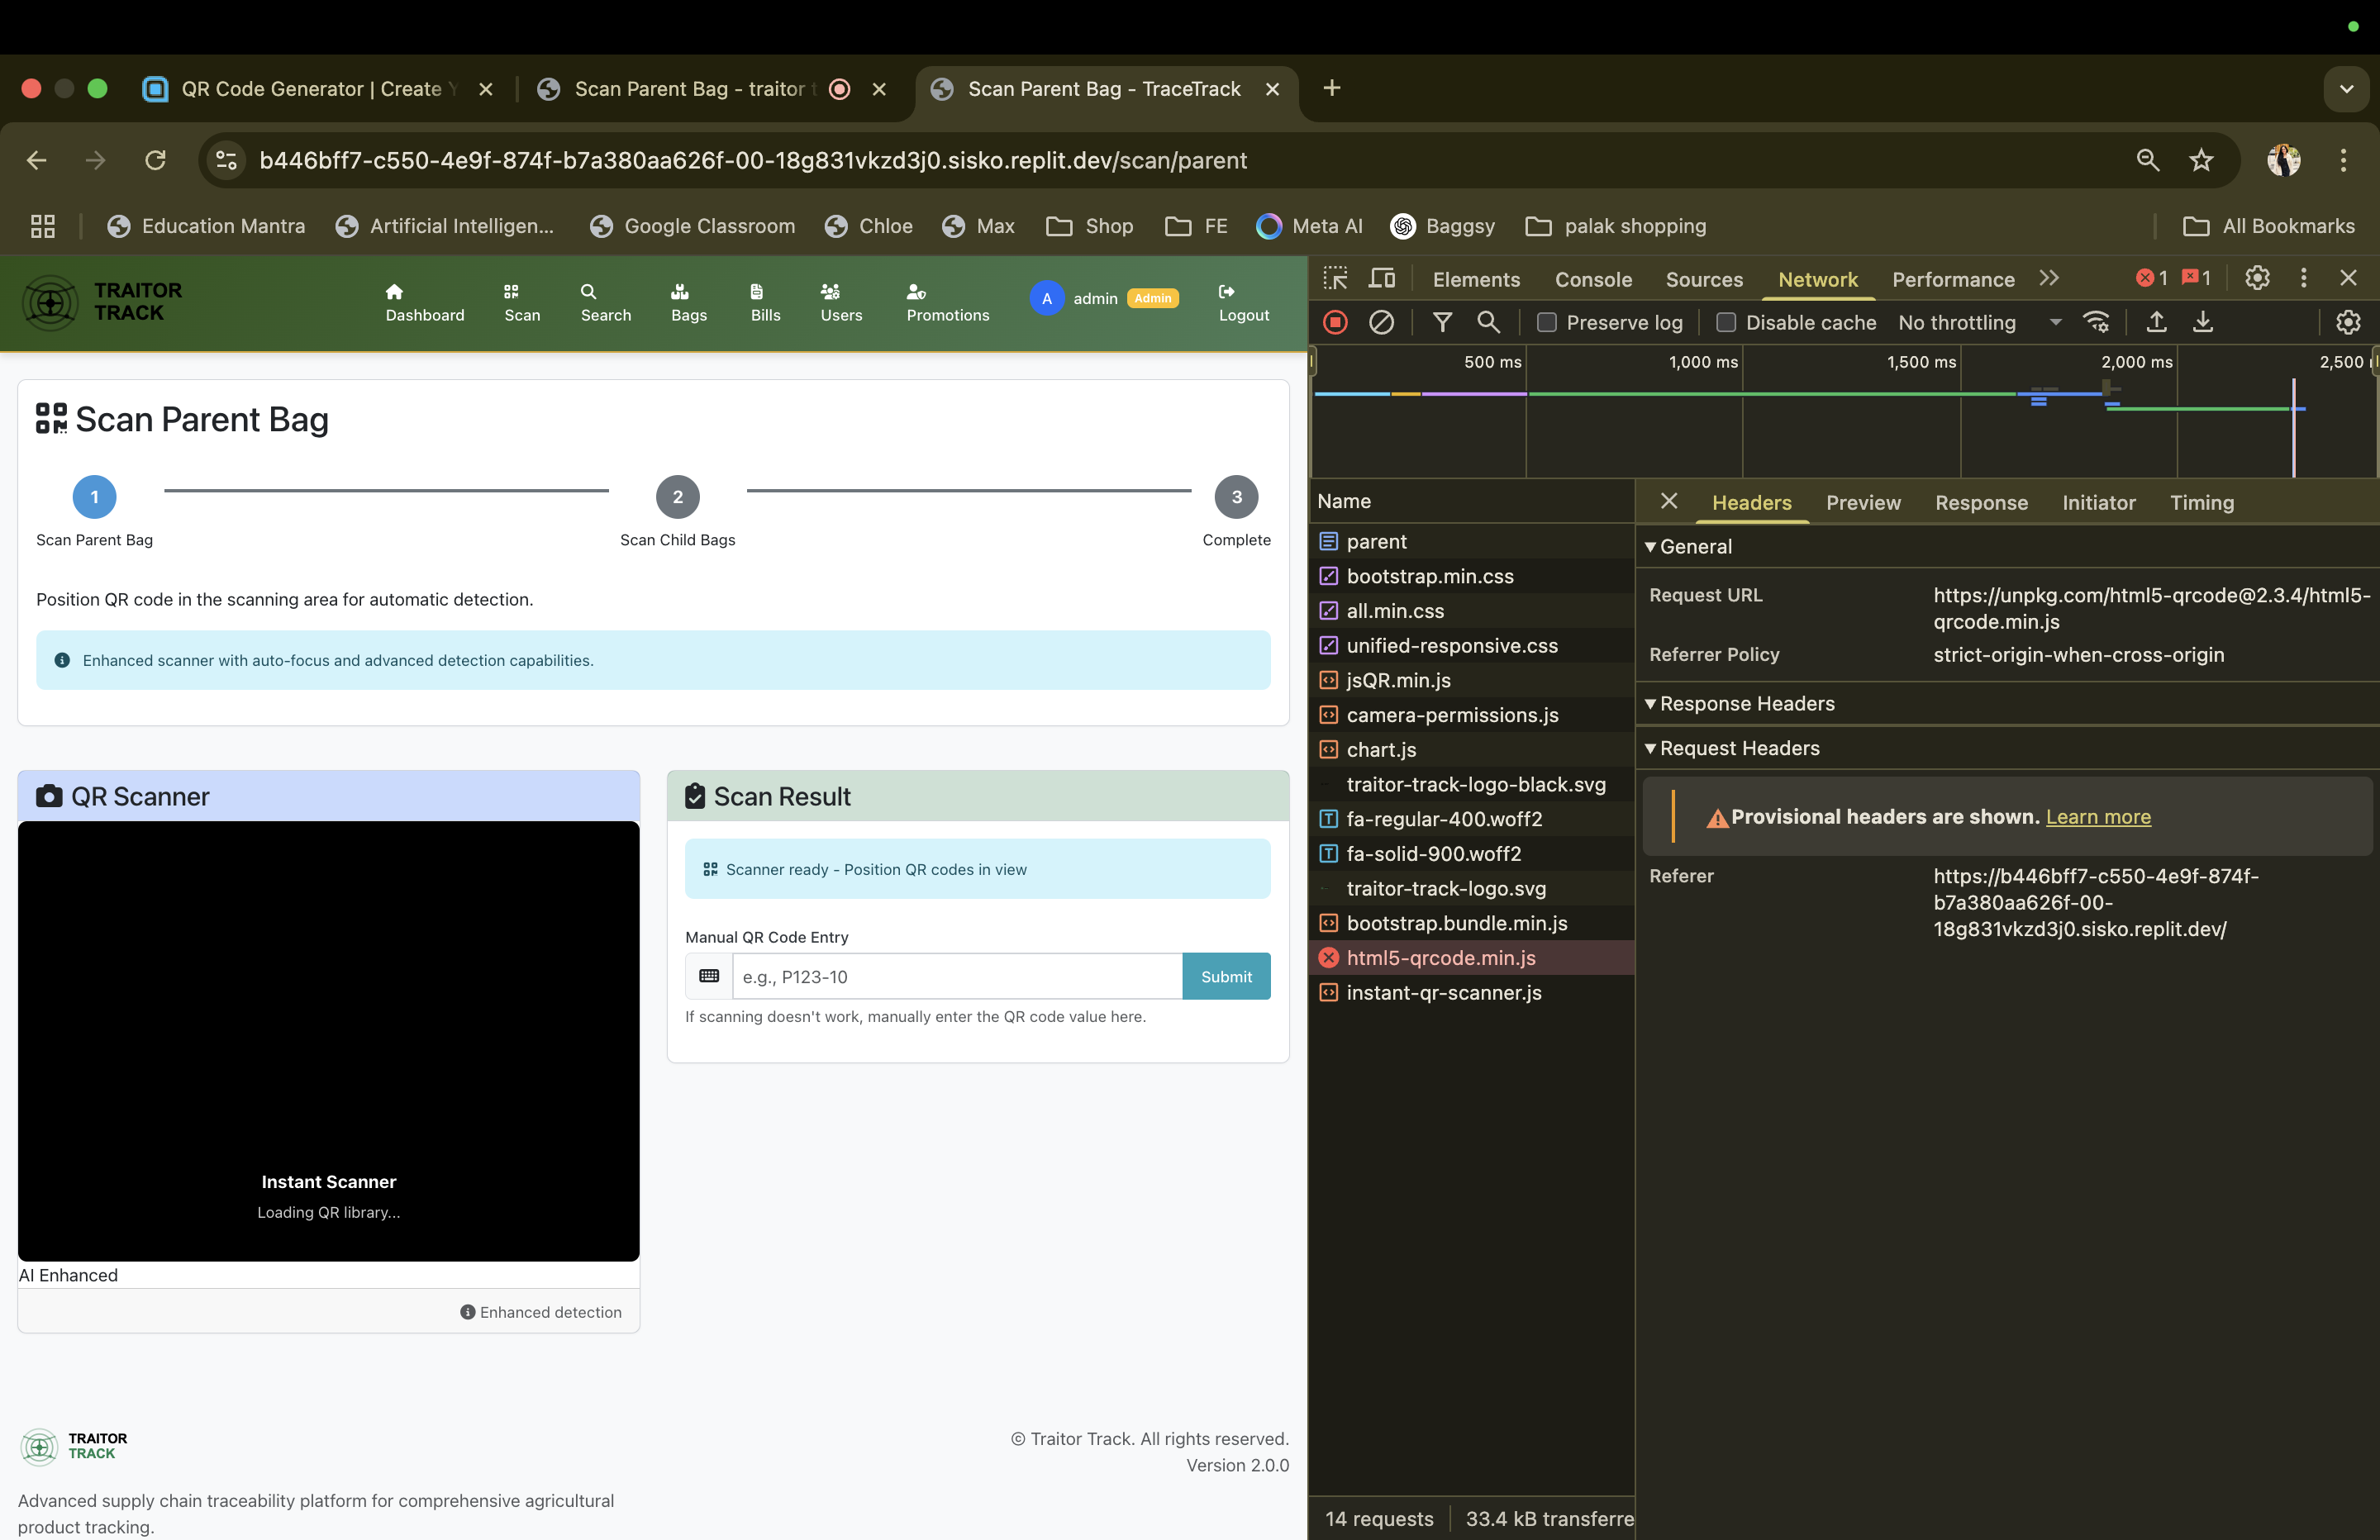 QR Code Generator | Create Y
Scan Parent Bag - traitor t
Scan Parent Bag - TraceTrack
b446bff7-c550-4e9f-874f-b7a380aa626f-00-18g831vkzd3j0.sisko.replit.dev/scan/parent
Education Mantra
Artificial Intelligen...
Google Classroom
Chloe
Max
Shop
FE
Meta AI
Baggsy
palak shopping
All Bookmarks
TRAITOR
TRACK
Dashboard
Scan
Search
Bags
Bills
Users
Promotions
A
admin
Admin
Logout
Scan Parent Bag
1
2
3
Scan Parent Bag
Scan Child Bags
Complete
Position QR code in the scanning area for automatic detection.
Enhanced scanner with auto-focus and advanced detection capabilities.
QR Scanner
Instant Scanner
Loading QR library...
AI Enhanced
Enhanced detection
Scan Result
Scanner ready - Position QR codes in view
Manual QR Code Entry
e.g., P123-10
Submit
If scanning doesn't work, manually enter the QR code value here.
TRAITOR
TRACK
© Traitor Track. All rights reserved.
Version 2.0.0
Advanced supply chain traceability platform for comprehensive agricultural
product tracking.
Elements
Console
Sources
Network
Performance
1
1
Preserve log
Disable cache
No throttling
500 ms
1,000 ms
1,500 ms
2,000 ms
2,500
Name
parent
bootstrap.min.css
all.min.css
unified-responsive.css
jsQR.min.js
camera-permissions.js
chart.js
traitor-track-logo-black.svg
fa-regular-400.woff2
fa-solid-900.woff2
traitor-track-logo.svg
bootstrap.bundle.min.js
html5-qrcode.min.js
instant-qr-scanner.js
14 requests
33.4 kB transferre
Headers
Preview
Response
Initiator
Timing
General
Request URL
https://unpkg.com/html5-qrcode@2.3.4/html5-
qrcode.min.js
Referrer Policy
strict-origin-when-cross-origin
Response Headers
Request Headers
Provisional headers are shown. Learn more
Referer
https://b446bff7-c550-4e9f-874f-
b7a380aa626f-00-
18g831vkzd3j0.sisko.replit.dev/